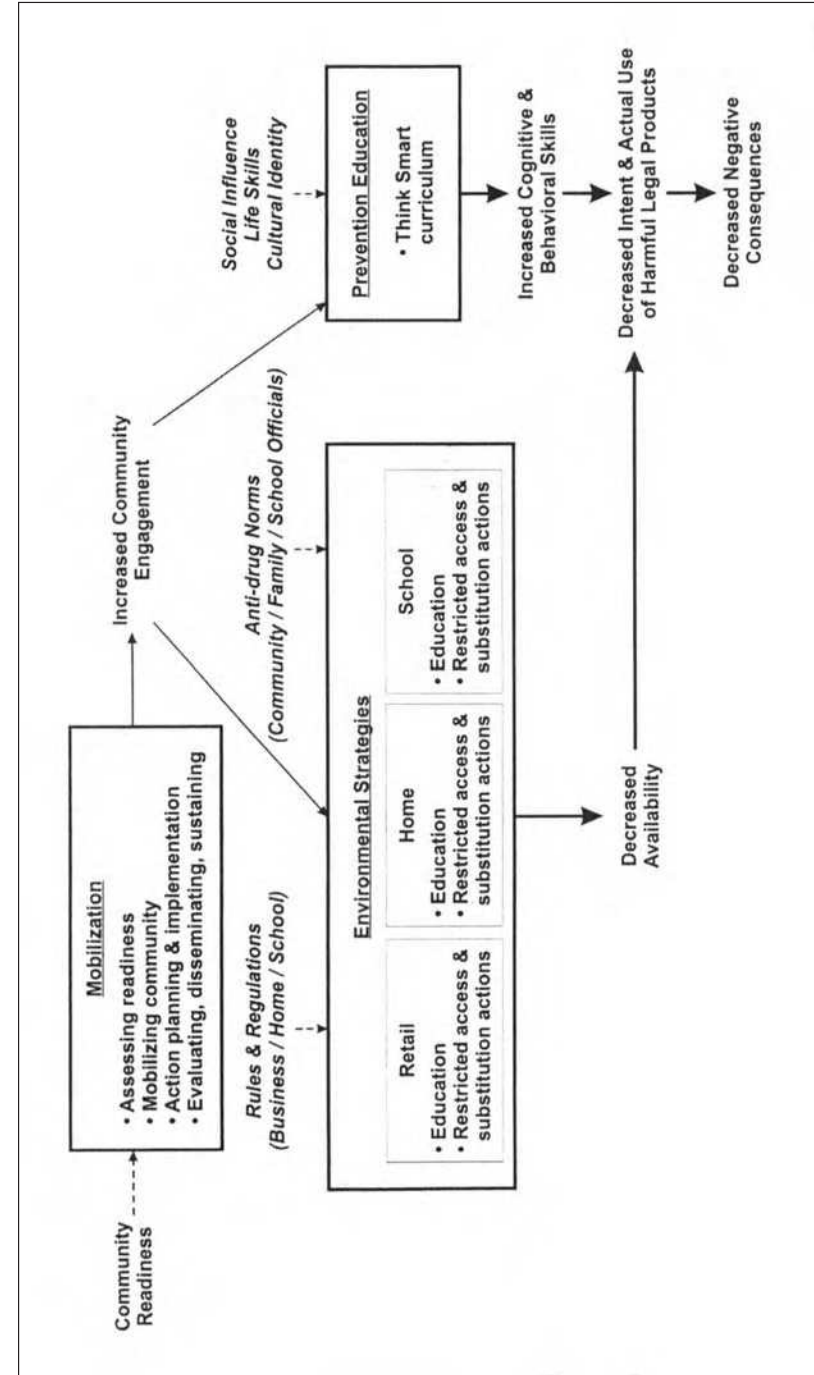 Community
Readiness
Mobilization
• Assessing readiness
• Mobilizing community
• Action planning & implementation
• Evaluating, disseminating, sustaining
Increased Community
Engagement
Rules & Regulations
(Business / Home / School)
Anti-drug Norms
(Community / Family / School Officials)
Social Influence
Life Skills
Cultural Identity
Environmental Strategies
Retail
• Education
• Restricted access &
substitution actions
Home
• Education
• Restricted access &
substitution actions
School
• Education
• Restricted access &
substitution actions
Prevention Education
• Think Smart
curriculum
Increased Cognitive &
Behavioral Skills
Decreased
Availability
Decreased Intent & Actual Use
of Harmful Legal Products
Decreased Negative
Consequences